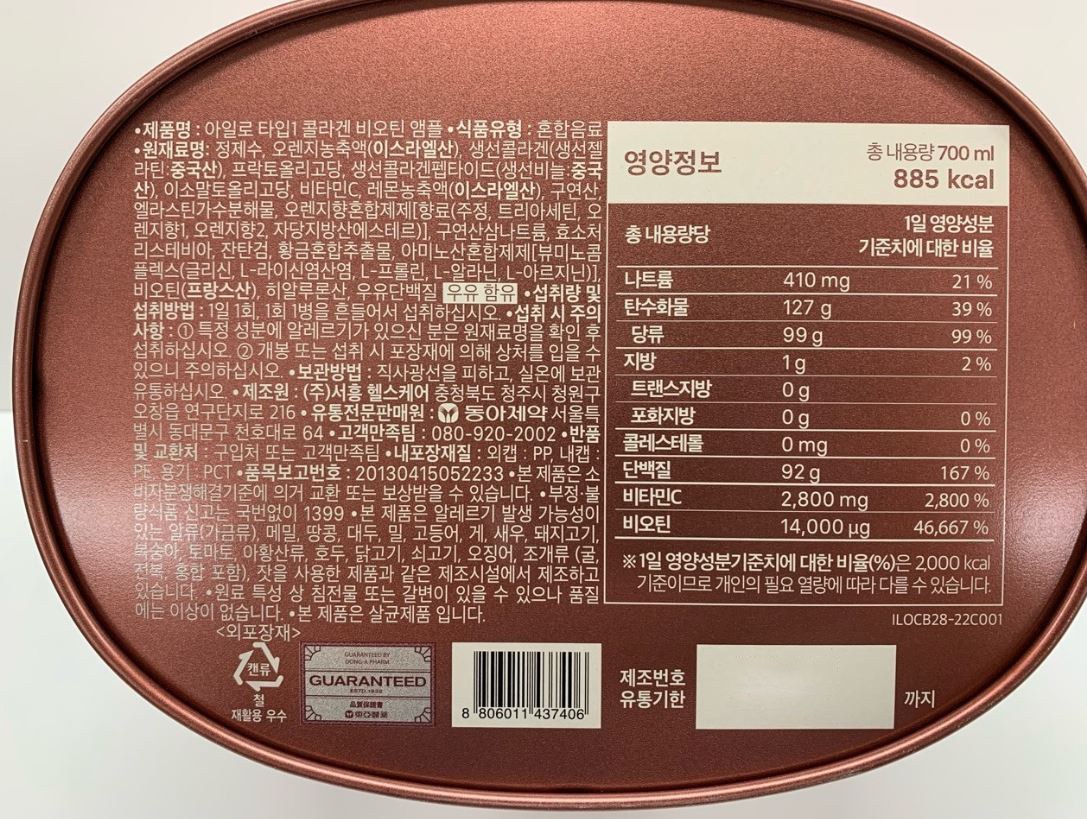 •제품명 : 아일로 타입1 콜라겐 비오틴 앰플 •식품유형 : 혼합음료
•원재료명: 정제수, 오렌지농축액(이스라엘산), 생선콜라겐(생선젤
라틴:중국산), 프락토올리고당, 생선콜라겐펩타이드(생선비늘:중국
산), 이소말토올리고당, 비타민C, 레몬농축액(이스라엘산), 구연산,
엘라스틴가수분해물, 오렌지향혼합제제[향료(주정, 트리아세틴, 오
렌지향1, 오렌지향2, 자당지방산에스테르)], 구연산삼나트륨, 효소처
리스테비아, 잔탄검, 황금혼합추출물, 아미노산혼합제제[뷰미노콤
플렉스(글리신, L-라이신염산염, L-프롤린, L-알라닌, L-아르지닌)],
비오틴(프랑스산), 히알루론산, 우유단백질 우유 함유 •섭취량 및
섭취방법 : 1일 1회, 1회 1병을 흔들어서 섭취하십시오. •섭취 시 주의
사항 : ① 특정 성분에 알레르기가 있으신 분은 원재료명을 확인 후
섭취하십시오. ② 개봉 또는 섭취 시 포장재에 의해 상처를 입을 수
있으니 주의하십시오. •보관방법 : 직사광선을 피하고, 실온에 보관
유통하십시오. •제조원 : (주)서흥 헬스케어 충청북도 청주시 청원구
오창읍 연구단지로 216 •유통전문판매원 : 동아제약 서울특
별시 동대문구 천호대로 64 •고객만족팀 : 080-920-2002 •반품
및 교환처 : 구입처 또는 고객만족팀 •내포장재질 : 외캡 : PP, 내캡 :
PE, 용기 : PCT •품목보고번호 : 20130415052233 •본 제품은 소
비자분쟁해결기준에 의거 교환 또는 보상받을 수 있습니다. •부정·불
량식품 신고는 국번없이 1399 •본 제품은 알레르기 발생 가능성이
있는 알류(가금류), 메밀, 땅콩, 대두, 밀, 고등어, 게, 새우, 돼지고기,
복숭아, 토마토, 아황산류, 호두, 닭고기, 쇠고기, 오징어, 조개류 (굴,
전복, 홍합 포함), 잣을 사용한 제품과 같은 제조시설에서 제조하고
있습니다. •원료 특성 상 침전물 또는 갈변이 있을 수 있으나 품질
에는 이상이 없습니다. •본 제품은 살균제품 입니다.
<외포장재>
캔류
철
재활용 우수
GUARANTEED BY
DONG-A PHARM.
GUARANTEED
ESTD. 1932
品質保證書
8 806011 437406
영양정보
총 내용량 700 ml
885 kcal
총 내용량당
1일 영양성분
기준치에 대한 비율
나트륨 410 mg 21 %
탄수화물 127 g 39 %
당류 99 g 99 %
지방 1 g 2 %
트랜스지방 0 g
포화지방 0 g 0 %
콜레스테롤 0 mg 0 %
단백질 92 g 167 %
비타민C 2,800 mg 2,800 %
비오틴 14,000 μg 46,667 %
※1일 영양성분기준치에 대한 비율(%)은 2,000 kcal
기준이므로 개인의 필요 열량에 따라 다를 수 있습니다.
ILOCB28-22C001
제조번호
유통기한
까지